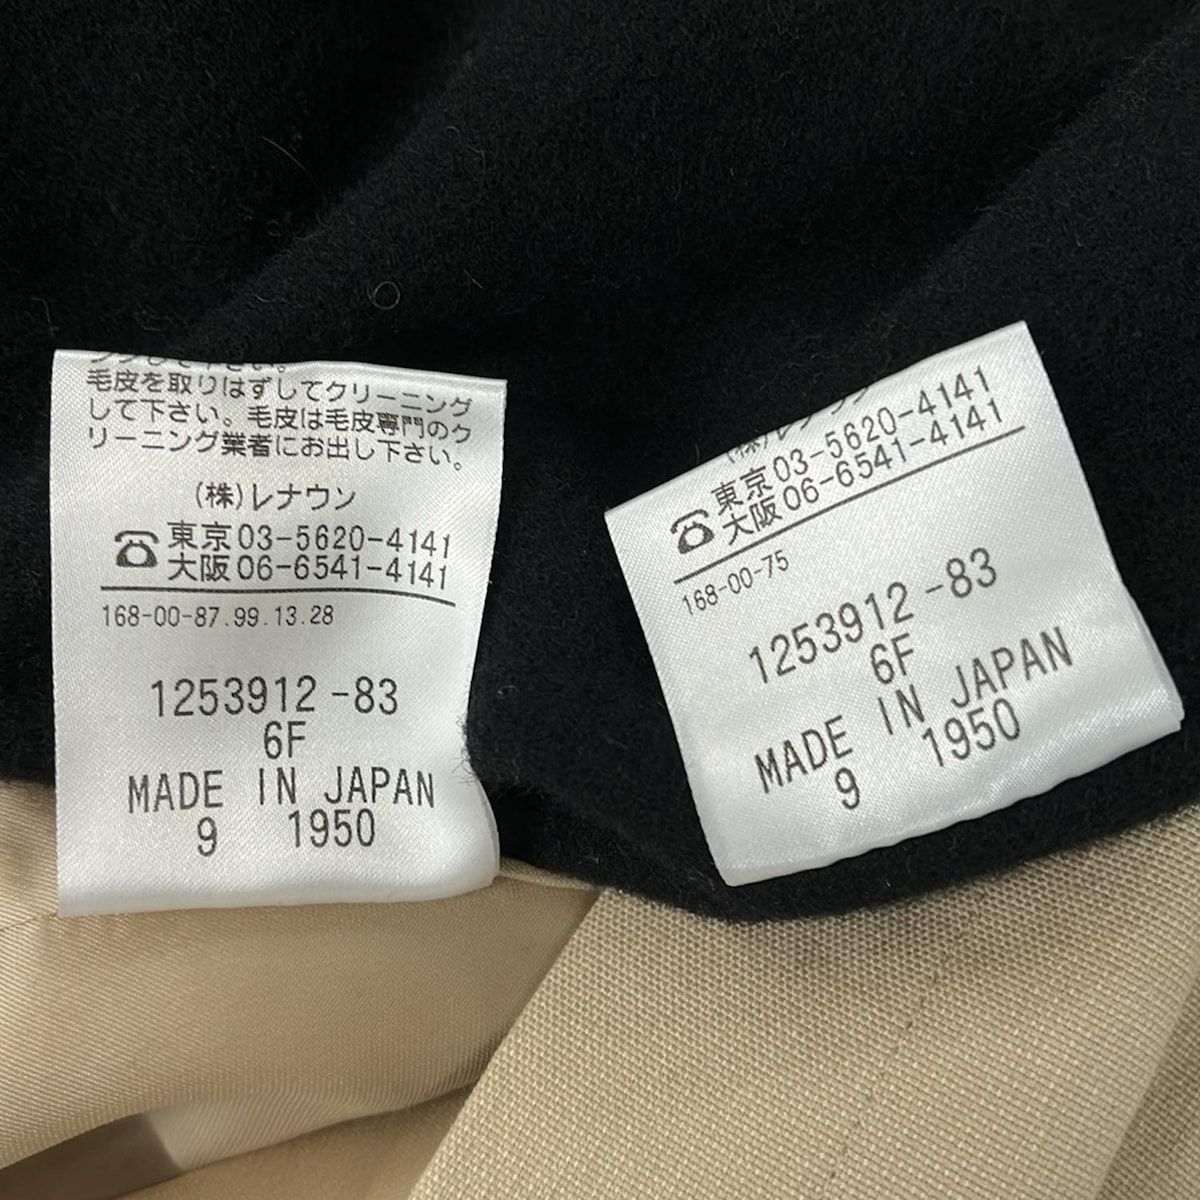 毛皮を取りはずしてクリーニング
して下さい。毛皮は毛皮専門のク
リーニング業者にお出し下さい。
(株)レナウン
東京03-5620-4141
大阪06-6541-4141
168-00-87.99.13.28
1253912-83
6F
MADE IN JAPAN
9 1950
(株)レナウン
東京03-5620-4141
大阪06-6541-4141
168-00-75
1253912-83
6F
MADE IN JAPAN
9 1950